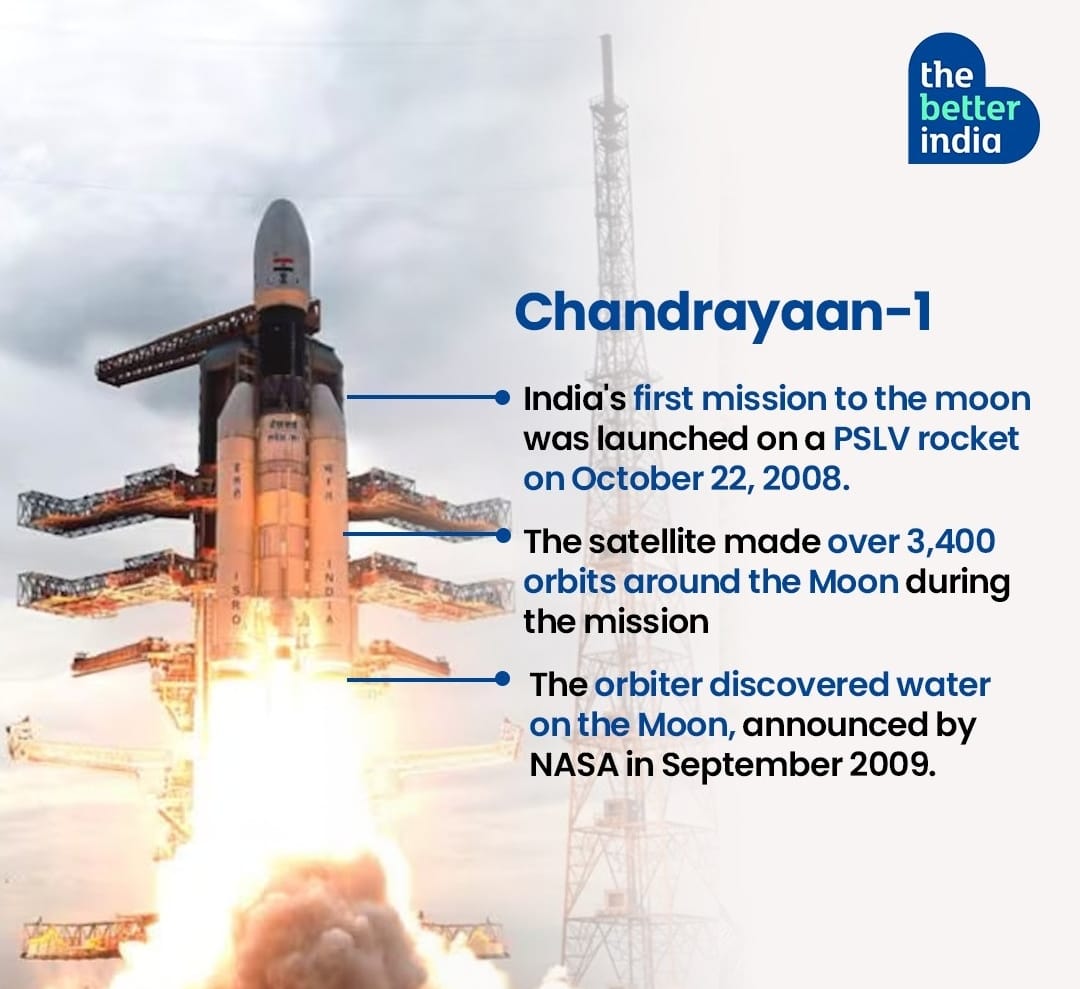 the
better
india
Chandrayaan-1
India's first mission to the moon
was launched on a PSLV rocket
on October 22, 2008.
The satellite made over 3,400
orbits around the Moon during
the mission
The orbiter discovered water
on the Moon, announced by
NASA in September 2009.
ISRO
INDIA